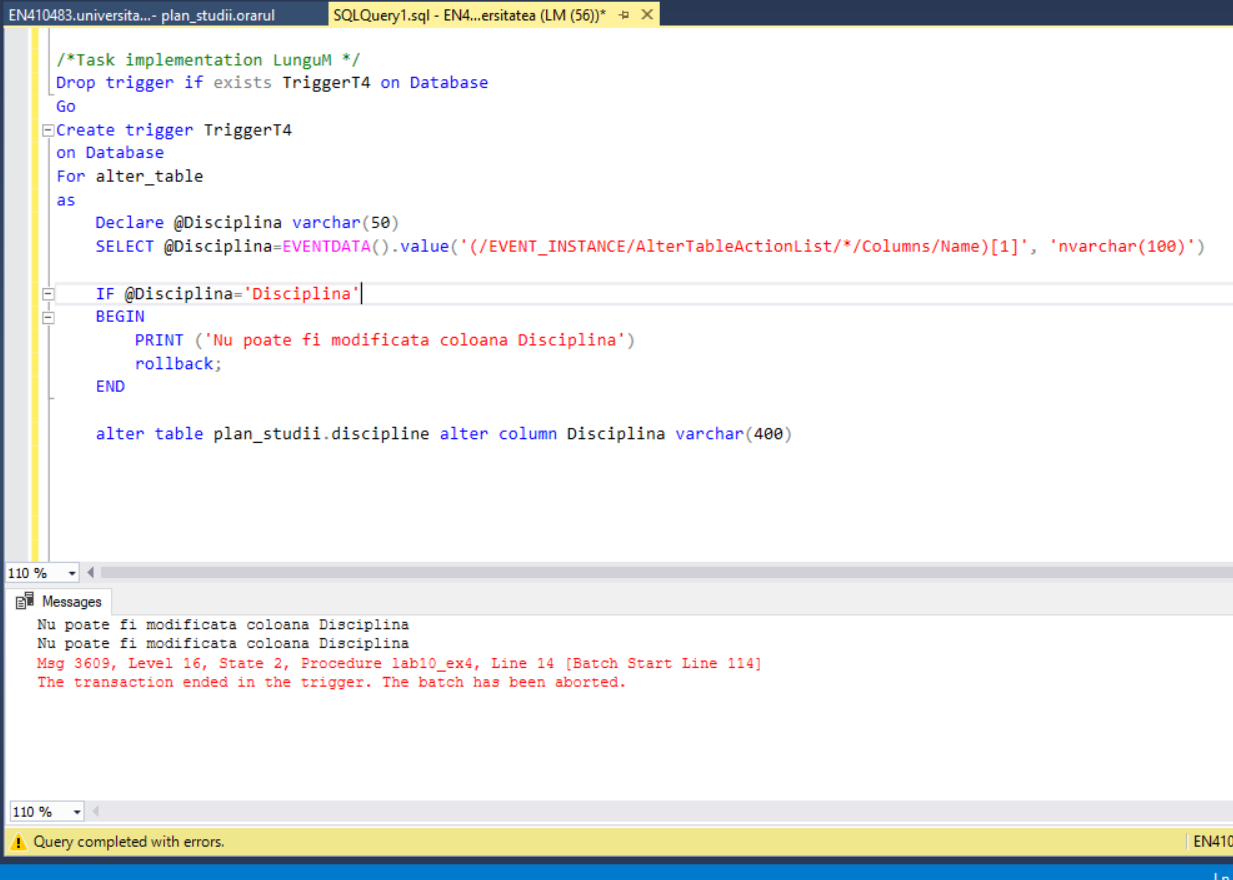 EN410483.universita...- plan_studii.orarul
SQLQuery1.sql - EN4...ersitatea (LM (56))*
/*Task implementation LunguM */
Drop trigger if exists TriggerT4 on Database
Go
Create trigger TriggerT4
on Database
For alter_table
as
Declare @Disciplina varchar(50)
SELECT @Disciplina=EVENTDATA().value('(/EVENT_INSTANCE/AlterTableActionList/*/Columns/Name)[1]', 'nvarchar(100)')
IF @Disciplina='Disciplina'
BEGIN
PRINT ('Nu poate fi modificata coloana Disciplina')
rollback;
END
alter table plan_studii.discipline alter column Disciplina varchar(400)
110 %
Messages
Nu poate fi modificata coloana Disciplina
Nu poate fi modificata coloana Disciplina
Msg 3609, Level 16, State 2, Procedure lab10_ex4, Line 14 [Batch Start Line 114]
The transaction ended in the trigger. The batch has been aborted.
110 %
Query completed with errors.
EN410